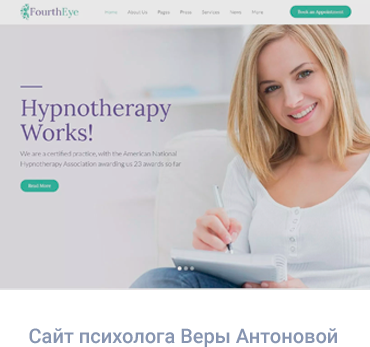 FourthEye
Home About Us Pages Prices Services News More
Book an Appointment
Hypnotherapy
Works!
We are a certified practice, with the American National
Hypnotherapy Association awarding us 23 awards so far
Read More
Сайт психолога Веры Антоновой